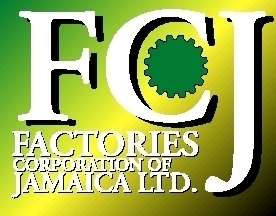 FCJ
FACTORIES
CORPORATION OF
JAMAICA LTD.